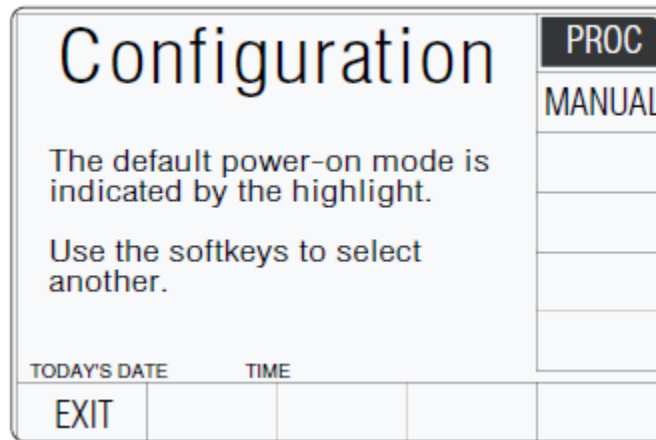 Configuration
PROC
MANUAL
The default power-on mode is
indicated by the highlight.
Use the softkeys to select
another.
TODAY'S DATE TIME
EXIT